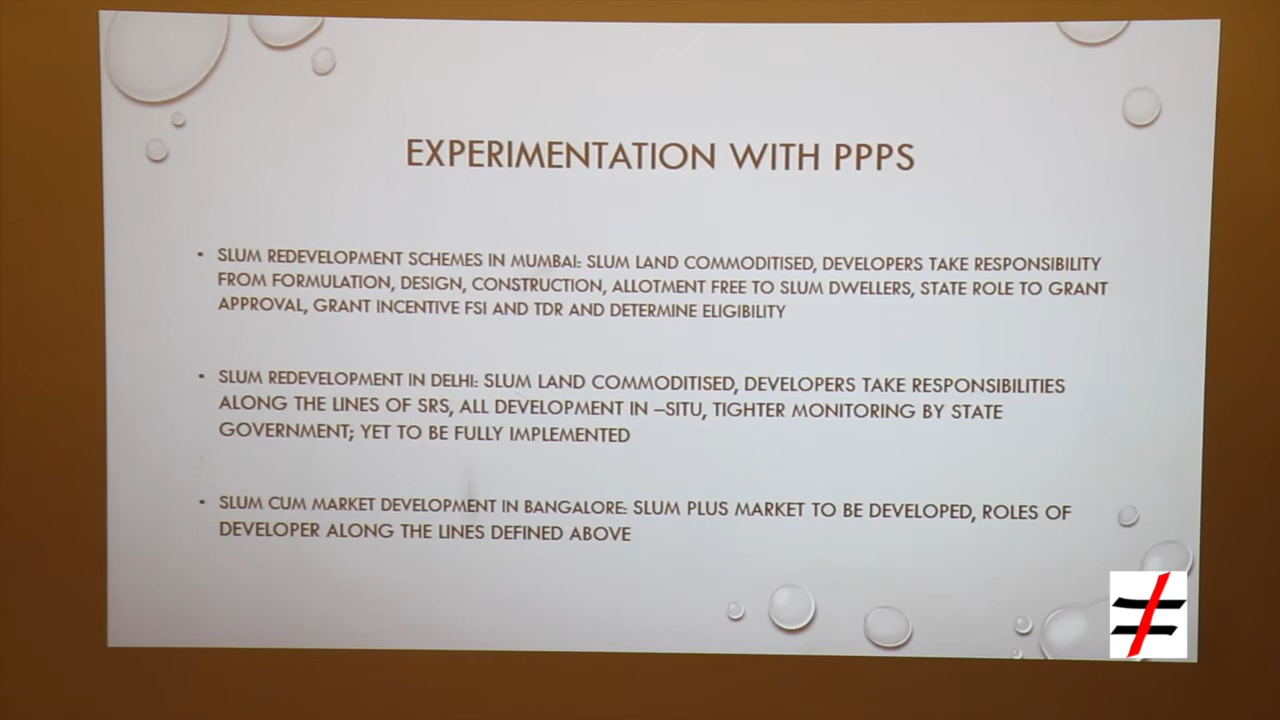 EXPERIMENTATION WITH PPPS
• SLUM REDEVELOPMENT SCHEMES IN MUMBAI: SLUM LAND COMMODITISED, DEVELOPERS TAKE RESPONSIBILITY
FROM FORMULATION, DESIGN, CONSTRUCTION, ALLOTMENT FREE TO SLUM DWELLERS, STATE ROLE TO GRANT
APPROVAL, GRANT INCENTIVE FSI AND TDR AND DETERMINE ELIGIBILITY
• SLUM REDEVELOPMENT IN DELHI: SLUM LAND COMMODITISED, DEVELOPERS TAKE RESPONSIBILITIES
ALONG THE LINES OF SRS, ALL DEVELOPMENT IN –SITU, TIGHTER MONITORING BY STATE
GOVERNMENT; YET TO BE FULLY IMPLEMENTED
• SLUM CUM MARKET DEVELOPMENT IN BANGALORE: SLUM PLUS MARKET TO BE DEVELOPED, ROLES OF
DEVELOPER ALONG THE LINES DEFINED ABOVE